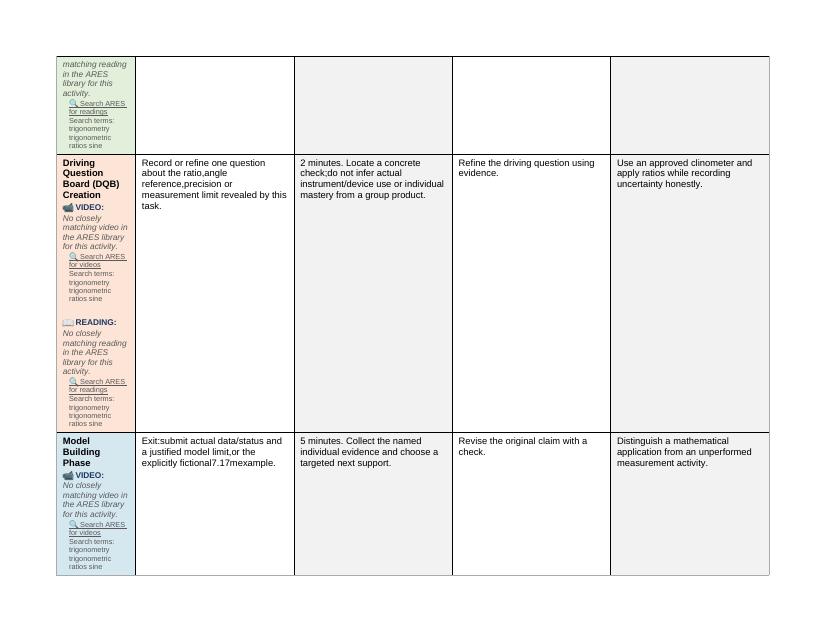 matching reading
in the ARES
library for this
activity.
🔍 Search ARES
for readings
Search terms:
trigonometry
trigonometric
ratios sine
Driving
Question
Board (DQB)
Creation
📹 VIDEO:
No closely
matching video in
the ARES library
for this activity.
🔍 Search ARES
for videos
Search terms:
trigonometry
trigonometric
ratios sine
📖 READING:
No closely
matching reading
in the ARES
library for this
activity.
🔍 Search ARES
for readings
Search terms:
trigonometry
trigonometric
ratios sine
Record or refine one question
about the ratio,angle
reference,precision or
measurement limit revealed by this
task.
2 minutes. Locate a concrete
check;do not infer actual
instrument/device use or individual
mastery from a group product.
Refine the driving question using
evidence.
Use an approved clinometer and
apply ratios while recording
uncertainty honestly.
Model
Building
Phase
📹 VIDEO:
No closely
matching video in
the ARES library
for this activity.
🔍 Search ARES
for videos
Search terms:
trigonometry
trigonometric
ratios sine
Exit:submit actual data/status and
a justified model limit,or the
explicitly fictional7.17mexample.
5 minutes. Collect the named
individual evidence and choose a
targeted next support.
Revise the original claim with a
check.
Distinguish a mathematical
application from an unperformed
measurement activity.